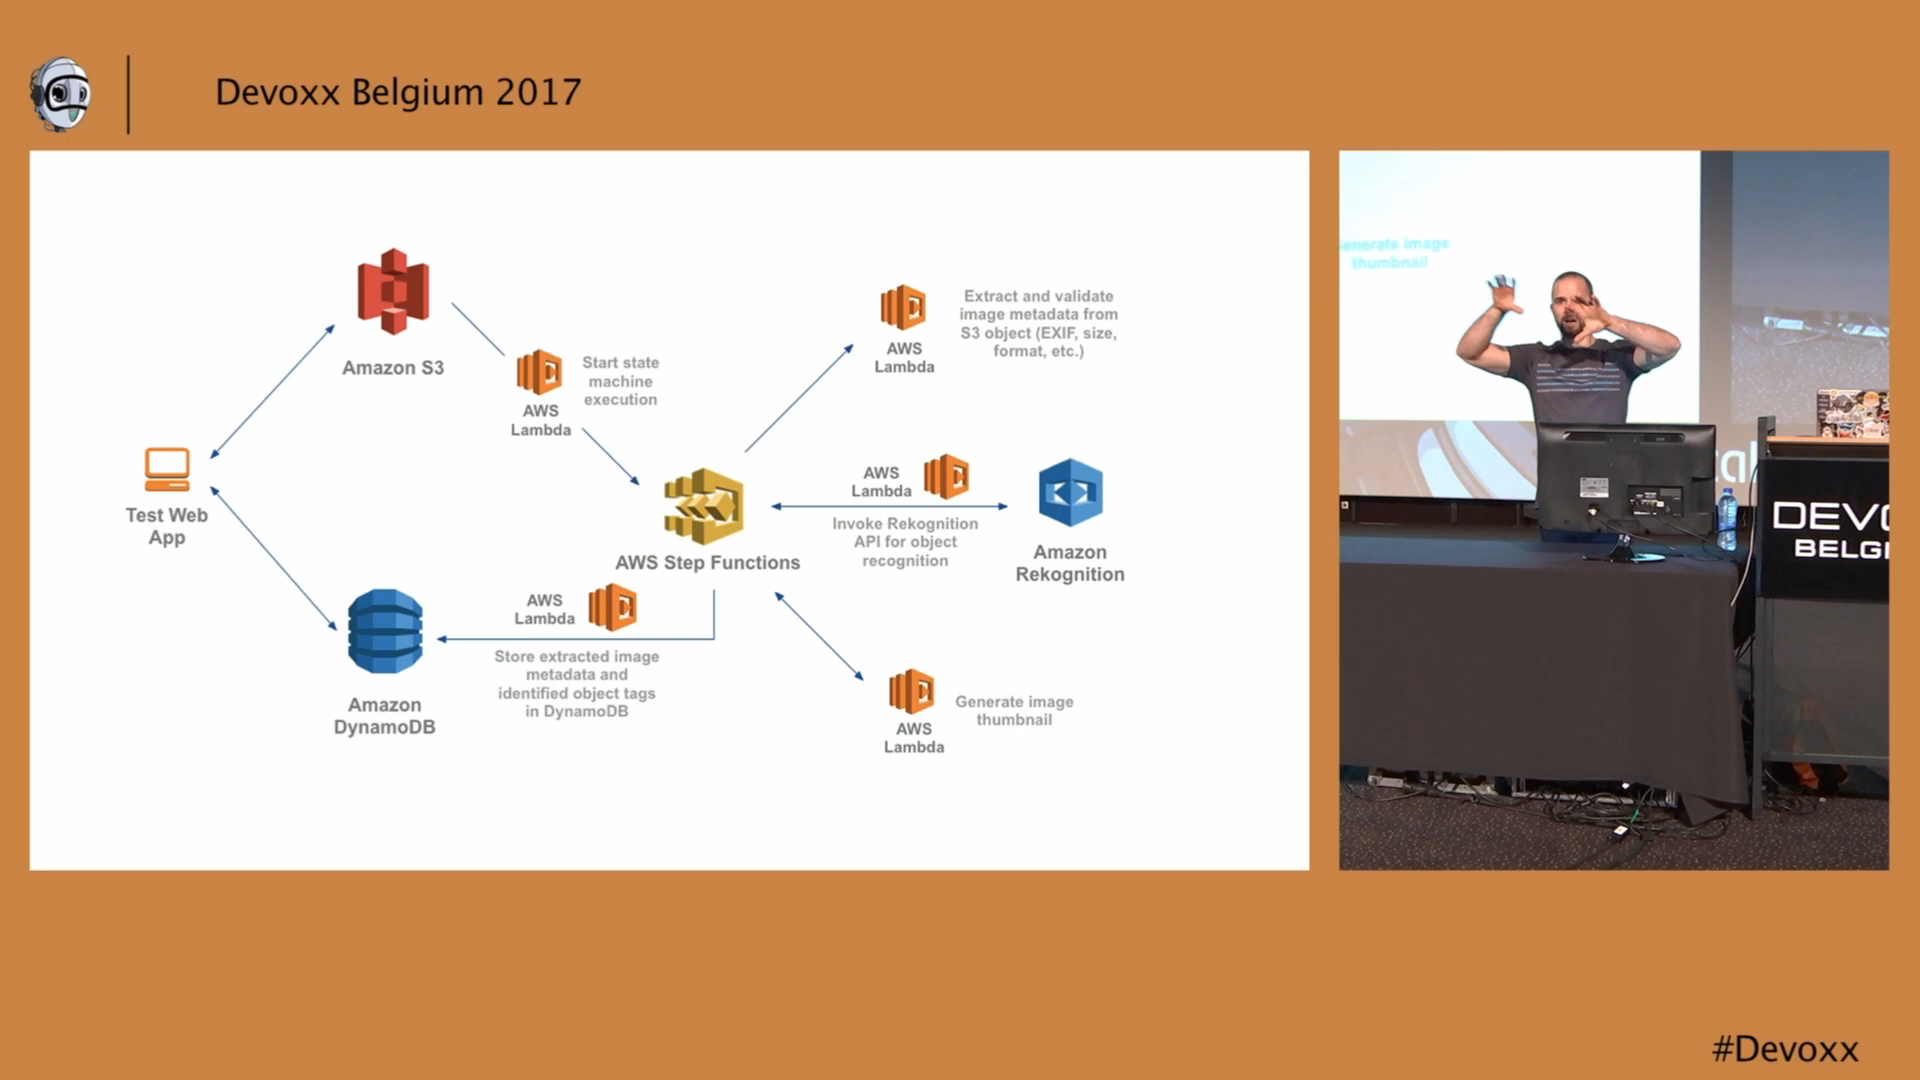 Devoxx Belgium 2017
Amazon S3
AWS
Lambda
Start state
machine
execution
Test Web
App
AWS Step Functions
AWS
Lambda
Extract and validate
image metadata from
S3 object (EXIF, size,
format, etc.)
AWS
Lambda
Invoke Rekognition
API for object
recognition
Amazon
Rekognition
AWS
Lambda
Store extracted image
metadata and
identified object tags
in DynamoDB
Amazon
DynamoDB
AWS
Lambda
Generate image
thumbnail
enerate image
thumbnail
DEVO
BELGI
#Devoxx